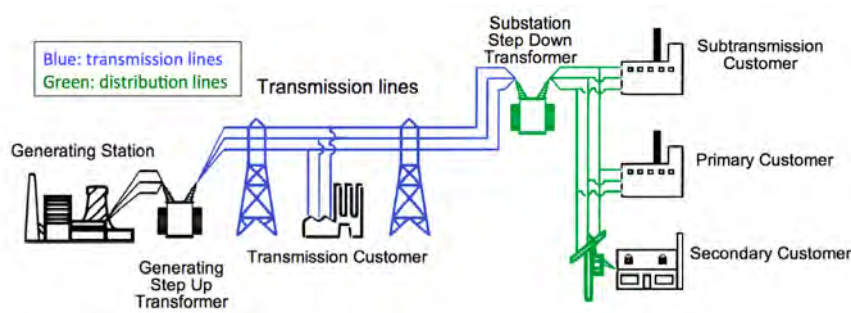 Blue: transmission lines
Green: distribution lines
Transmission lines
Substation
Step Down
Transformer
Subtransmission
Customer
Generating Station
Primary Customer
Generating
Step Up
Transformer
Transmission Customer
Secondary Customer